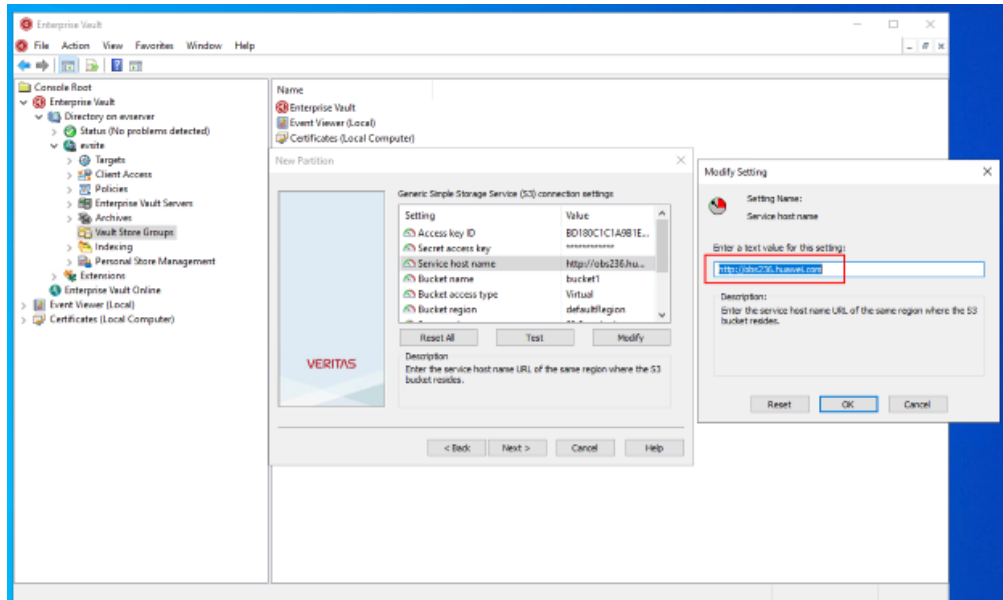 Enterprise Vault
File Action View Favorites Window Help
Console Root
Enterprise Vault
Directory on evserver
Status (No problems detected)
evsite
Targets
Client Access
Policies
Enterprise Vault Servers
Archives
Vault Store Groups
Indexing
Personal Store Management
Extensions
Enterprise Vault Online
Event Viewer (Local)
Certificates (Local Computer)
Name
Enterprise Vault
Event Viewer (Local)
Certificates (Local Computer)
New Partition
Generic Simple Storage Service (S3) connection settings
Setting Value
Access key ID BD180C1C1A9B1E...
Secret access key ***********
Service host name http://obs236.hu...
Bucket name bucket1
Bucket access type Virtual
Bucket region defaultRegion
Reset All Test Modify
Description
Enter the service host name URL of the same region where the S3
bucket resides.
VERITAS
< Back Next > Cancel Help
Modify Setting
Setting Name:
Service host name
Enter a text value for this setting:
http://obs236.huawei.com
Description:
Enter the service host name URL of the same region where the S3
bucket resides.
Reset OK Cancel